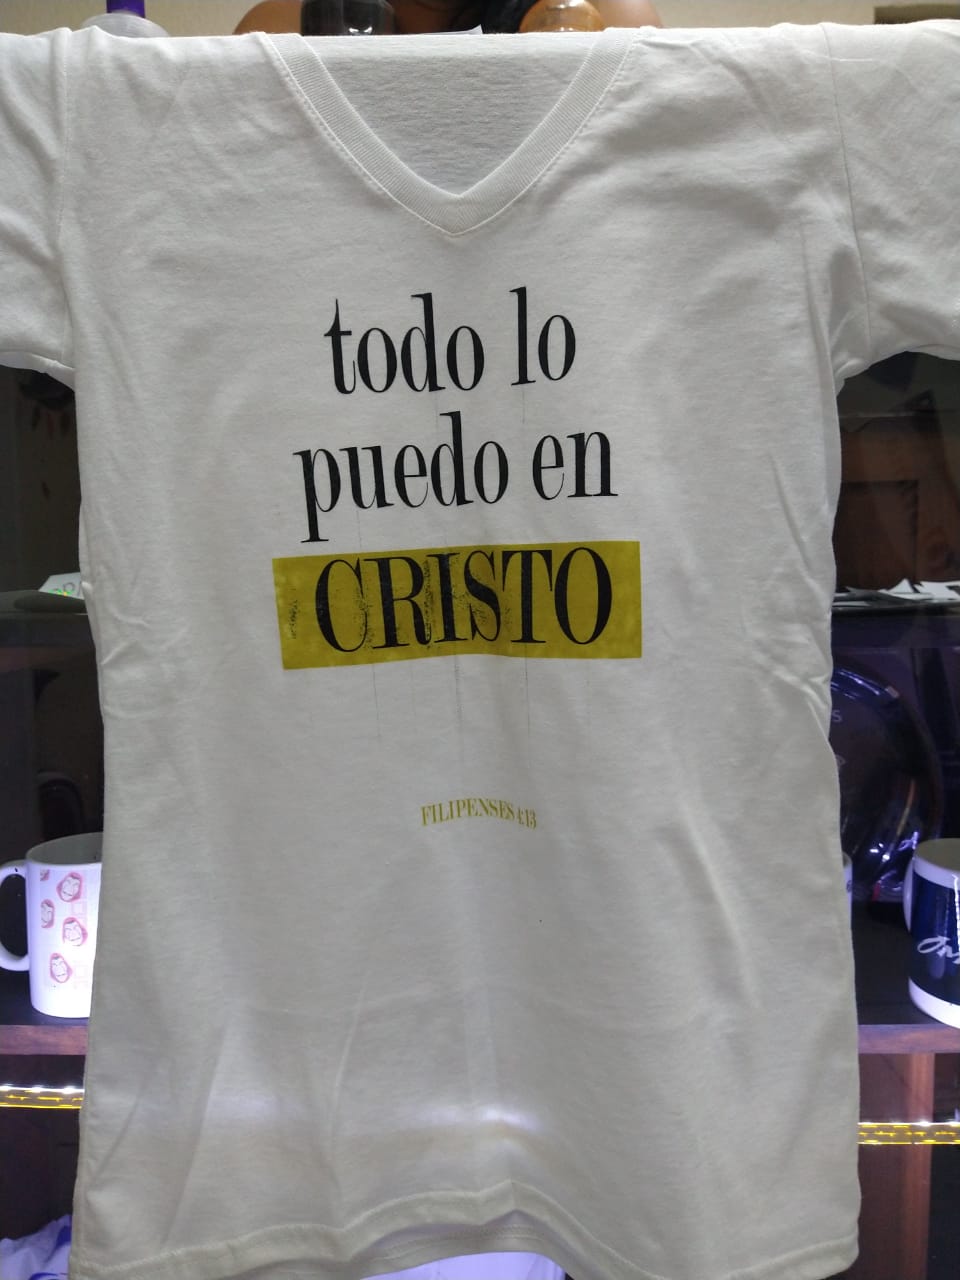 todo lo
puedo en
CRISTO
FILIPENSES 4:13